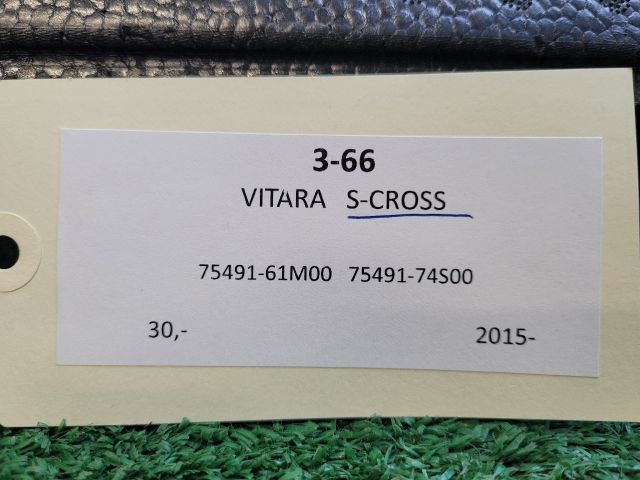 3-66
VITARA S-CROSS
75491-61M00 75491-74S00
30,- 2015-